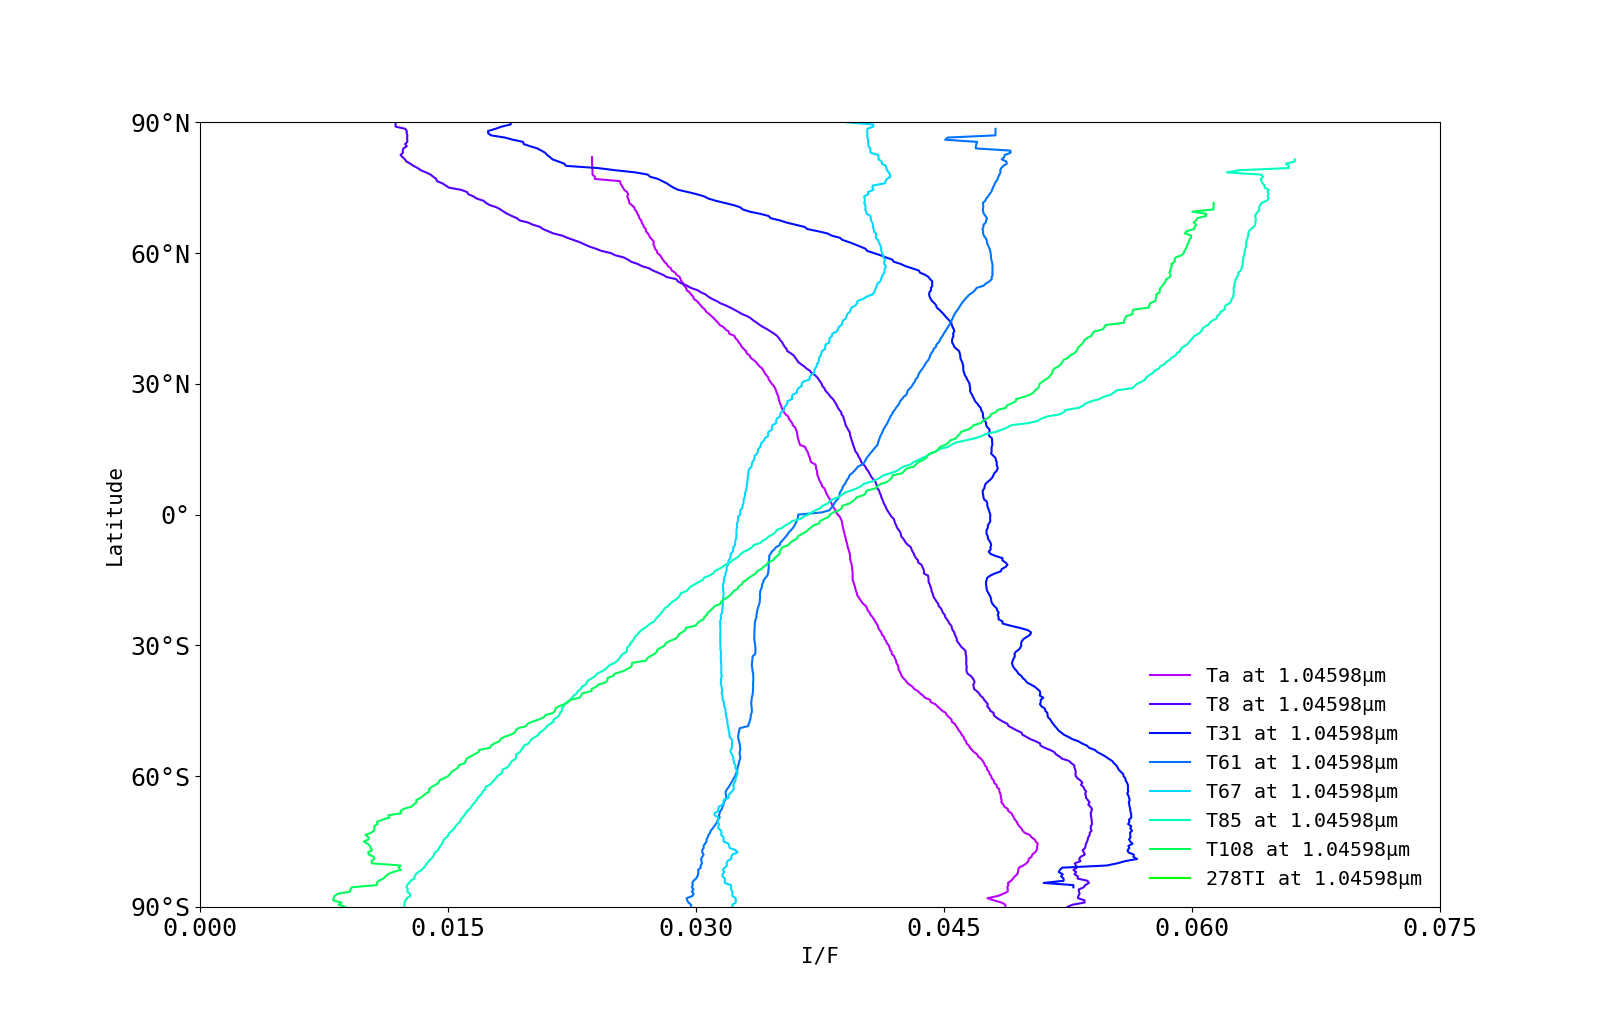 90°N
60°N
30°N
0°
30°S
60°S
90°S
Latitude
0.000 0.015 0.030 0.045 0.060 0.075
I/F
Ta at 1.04598µm
T8 at 1.04598µm
T31 at 1.04598µm
T61 at 1.04598µm
T67 at 1.04598µm
T85 at 1.04598µm
T108 at 1.04598µm
278TI at 1.04598µm